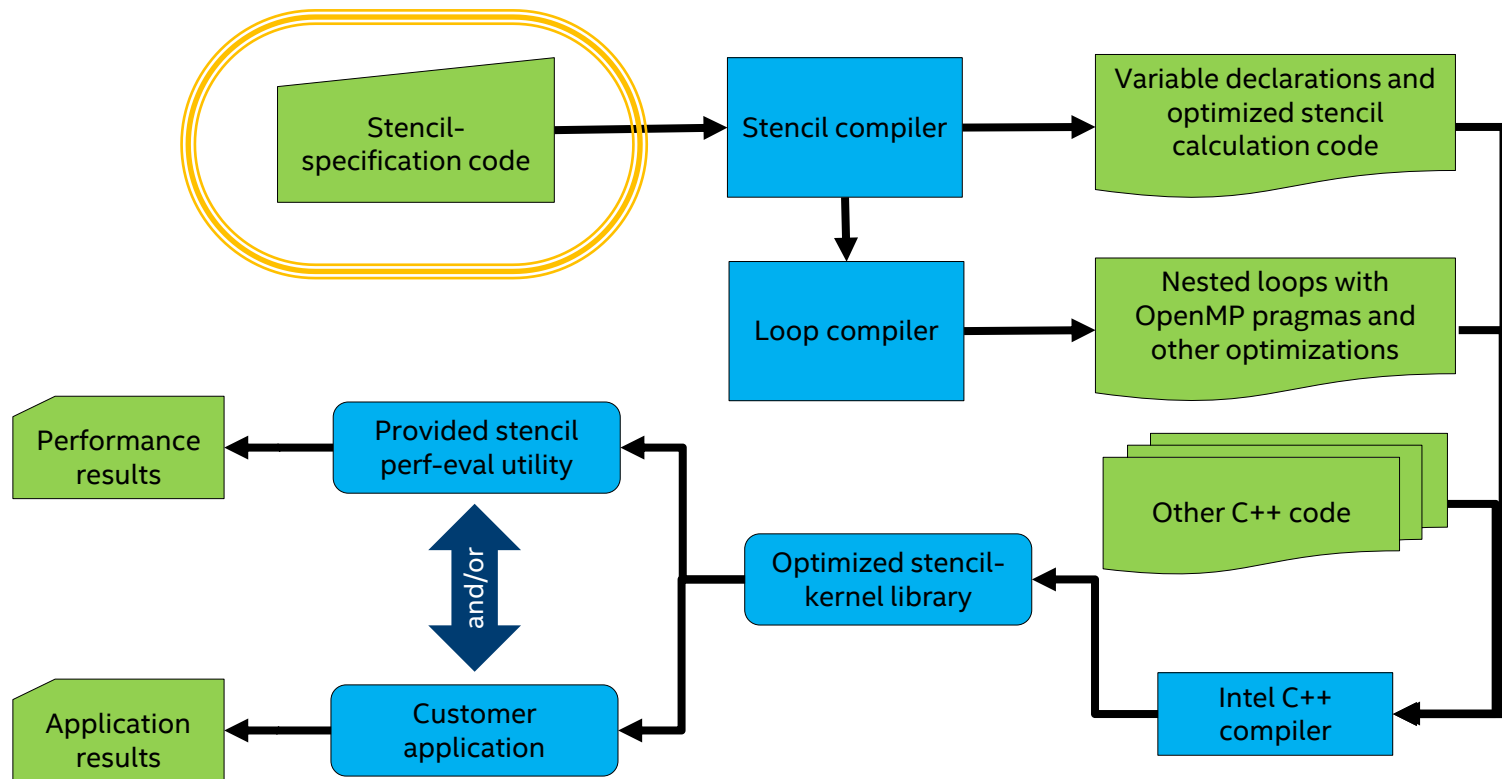 Stencil-
specification code
Stencil compiler
Variable declarations and
optimized stencil
calculation code
Loop compiler
Nested loops with
OpenMP pragmas and
other optimizations
Performance
results
Provided stencil
perf-eval utility
Other C++ code
and/or
Optimized stencil-
kernel library
Application
results
Customer
application
Intel C++
compiler